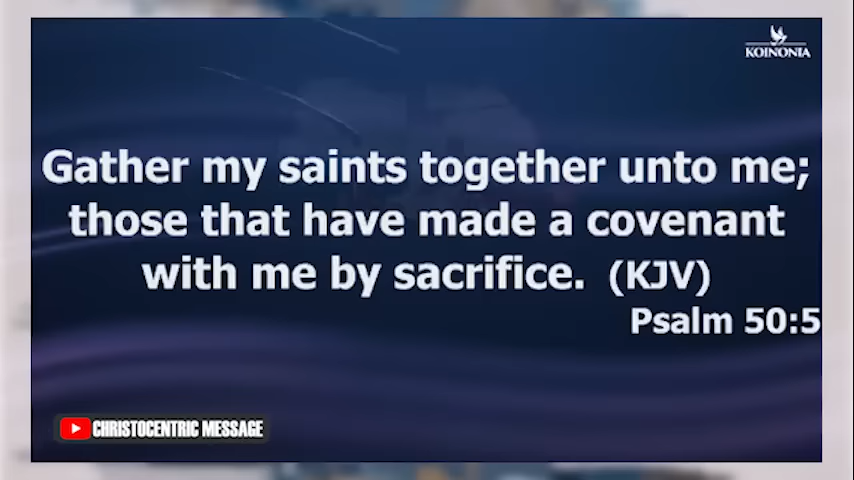 KOINONIA
Gather my saints together unto me;
those that have made a covenant
with me by sacrifice. (KJV)
Psalm 50:5
CHRISTOCENTRIC MESSAGE